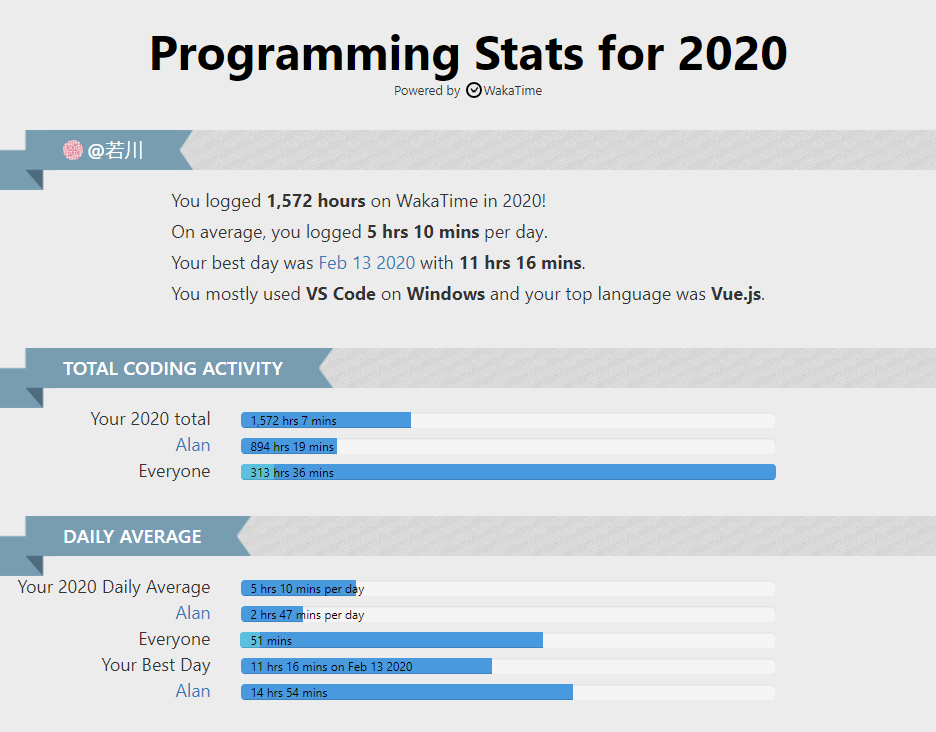 Programming Stats for 2020
Powered by WakaTime
@若川
You logged 1,572 hours on WakaTime in 2020!
On average, you logged 5 hrs 10 mins per day.
Your best day was Feb 13 2020 with 11 hrs 16 mins.
You mostly used VS Code on Windows and your top language was Vue.js.
TOTAL CODING ACTIVITY
Your 2020 total 1,572 hrs 7 mins
Alan 894 hrs 19 mins
Everyone 313 hrs 36 mins
DAILY AVERAGE
Your 2020 Daily Average 5 hrs 10 mins per day
Alan 2 hrs 47 mins per day
Everyone 51 mins
Your Best Day 11 hrs 16 mins on Feb 13 2020
Alan 14 hrs 54 mins